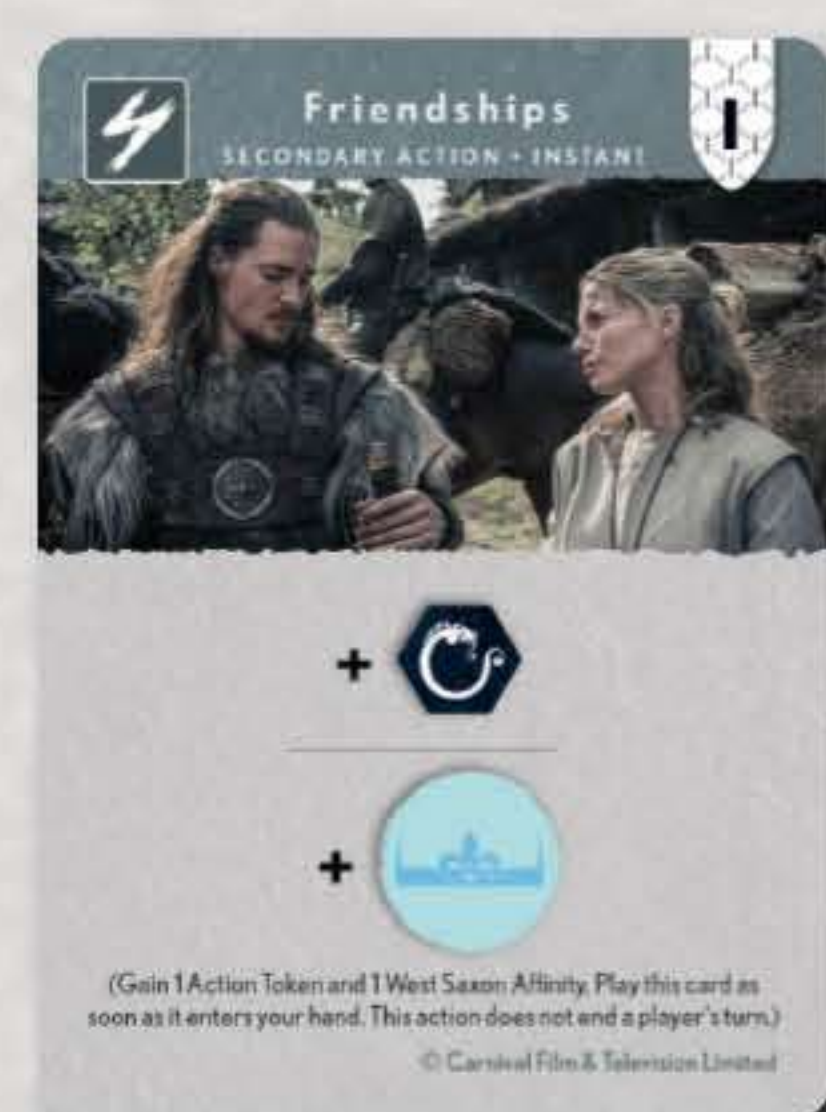 Friendships
SECONDARY ACTION • INSTANT
I
+
+
(Gain 1 Action Token and 1 West Saxon Affinity. Play this card as
soon as it enters your hand. This action does not end a player's turn.)
© Carnival Film & Television Limited